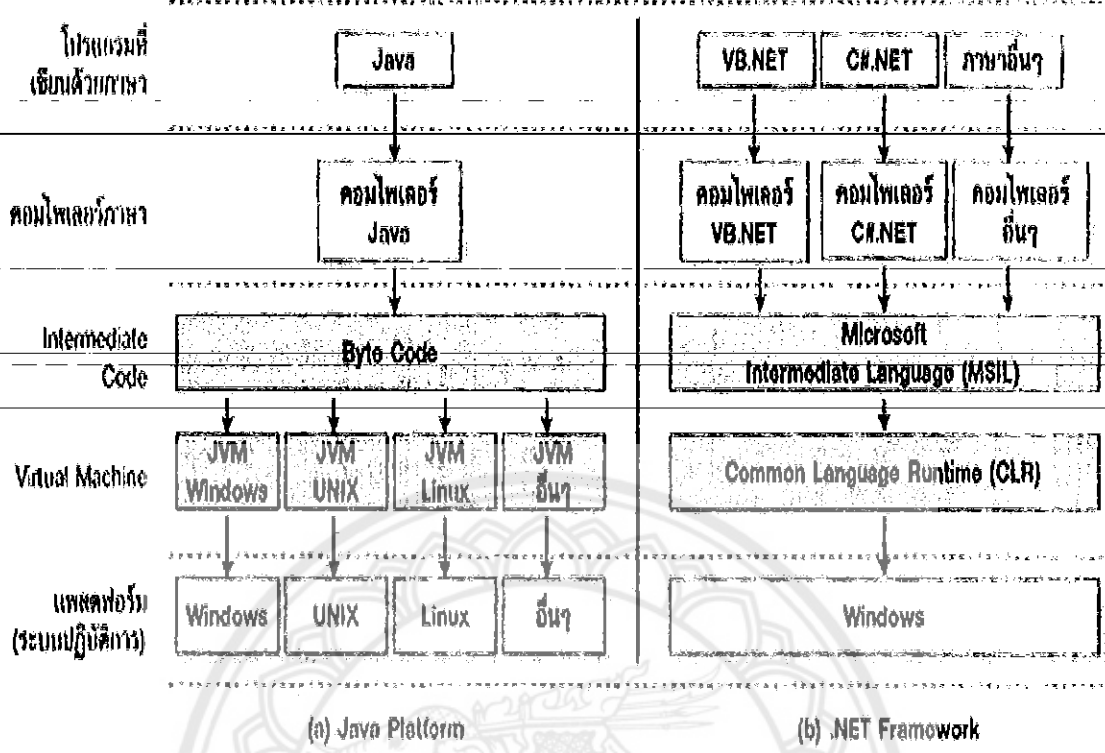 โปรแกรมที่
เขียนด้วยภาษา
Java
VB.NET
C#.NET
ภาษาอื่นๆ
คอมไพเลอร์ภาษา
คอมไพเลอร์
Java
คอมไพเลอร์
VB.NET
คอมไพเลอร์
C#.NET
คอมไพเลอร์
อื่นๆ
Intermediate
Code
Byte Code
Microsoft
Intermediate Language (MSIL)
Virtual Machine
JVM
Windows
JVM
UNIX
JVM
Linux
JVM
อื่นๆ
Common Language Runtime (CLR)
แพลตฟอร์ม
(ระบบปฏิบัติการ)
Windows
UNIX
Linux
อื่นๆ
Windows
(a) Java Platform
(b) .NET Framework